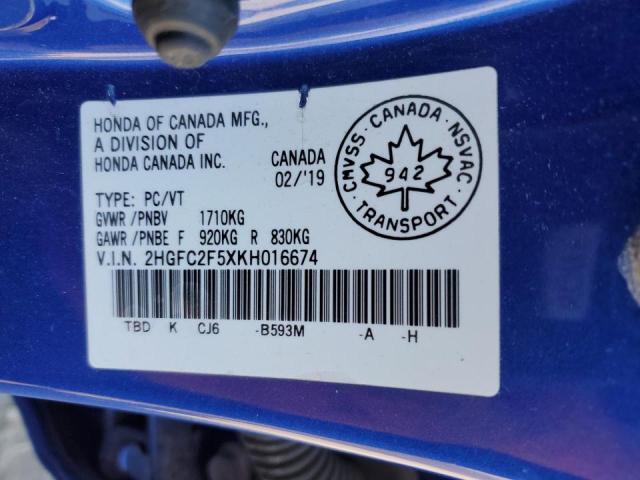 HONDA OF CANADA MFG.,
A DIVISION OF
HONDA CANADA INC.
CANADA
02/'19
TYPE: PC/VT
GVWR/PNBV 1710KG
GAWR/PNBE F 920KG R 830KG
V.I.N. 2HGFC2F5XKH016674
TBD K CJ6 -B593M -A -H
CMVSS · CANADA · NSVAC
942
TRANSPORT